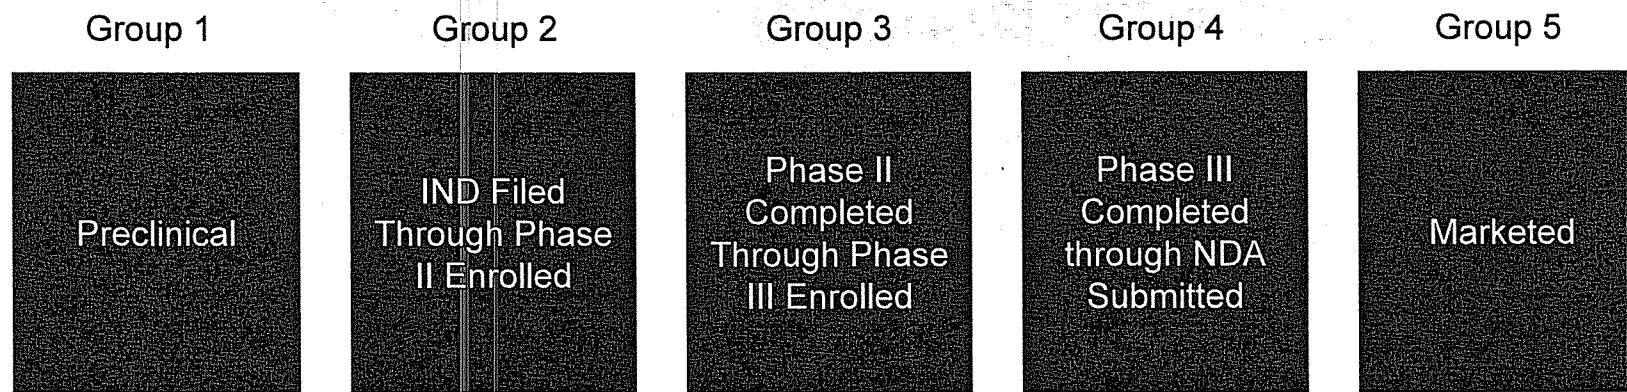 Group 1
Group 2
Group 3
Group 4
Group 5
Preclinical
IND Filed
Through Phase
II Enrolled
Phase II
Completed
Through Phase
III Enrolled
Phase III
Completed
through NDA
Submitted
Marketed